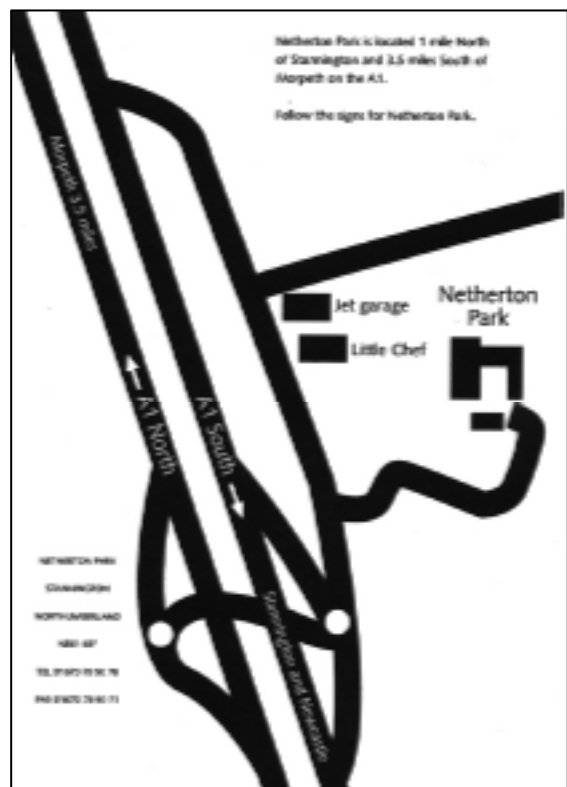 Netherton Park is located 1 mile North
of Stannington and 3.5 miles South of
Morpeth on the A1.
Follow the signs for Netherton Park.
Morpeth 3.5 miles
Jet garage
Netherton
Park
Little Chef
A1 North
A1 South
NETHERTON PARK
STANNINGTON
NORTHUMBERLAND
Stannington and Newcastle